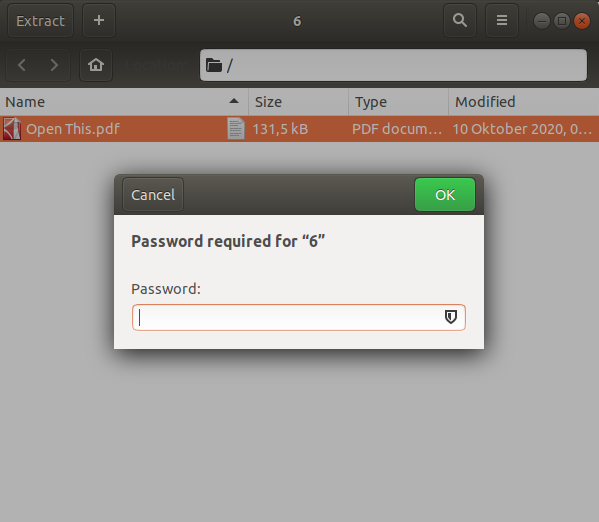 Extract + 6
Location: /
Name Size Type Modified
Open This.pdf 131,5 kB PDF docum... 10 Oktober 2020, 0...
Cancel OK
Password required for “6”
Password: